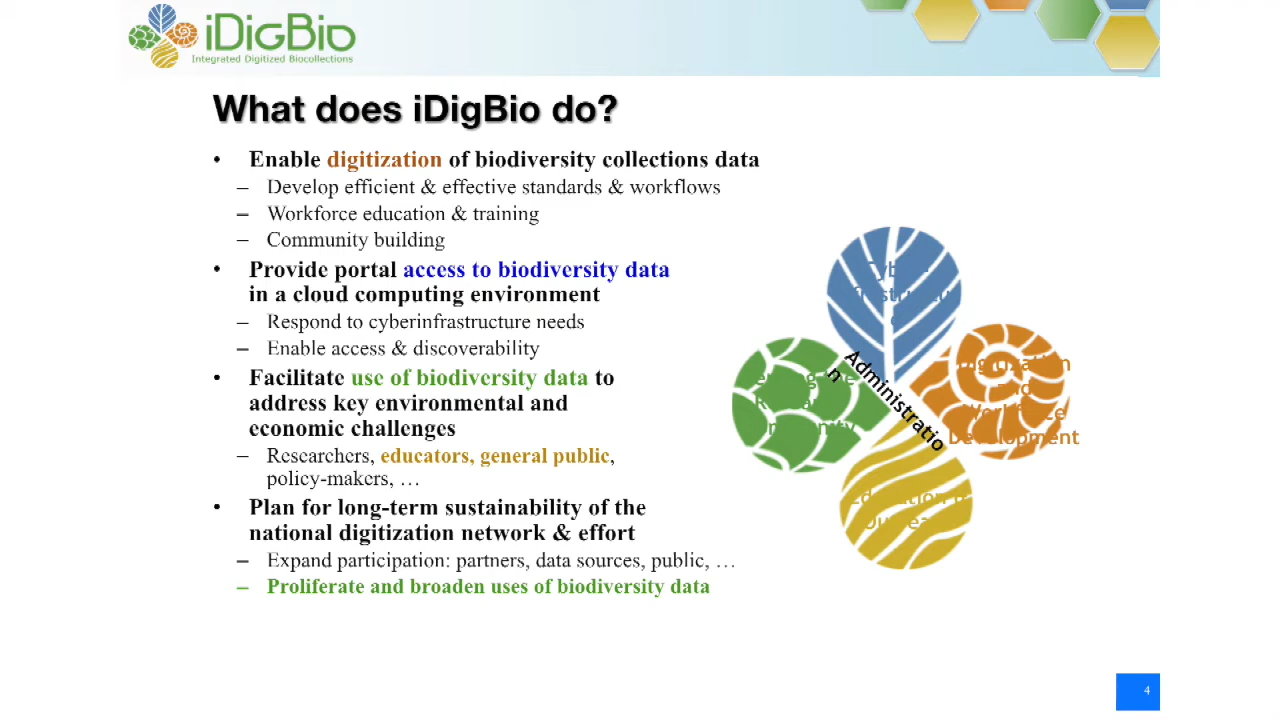 iDigBio
Integrated Digitized Biocollections
What does iDigBio do?
• Enable digitization of biodiversity collections data
– Develop efficient & effective standards & workflows
– Workforce education & training
– Community building
• Provide portal access to biodiversity data
in a cloud computing environment
– Respond to cyberinfrastructure needs
– Enable access & discoverability
• Facilitate use of biodiversity data to
address key environmental and
economic challenges
– Researchers, educators, general public,
policy-makers, …
• Plan for long-term sustainability of the
national digitization network & effort
– Expand participation: partners, data sources, public, …
– Proliferate and broaden uses of biodiversity data
Administratio
n
Digitization
and
Workforce
Development
4